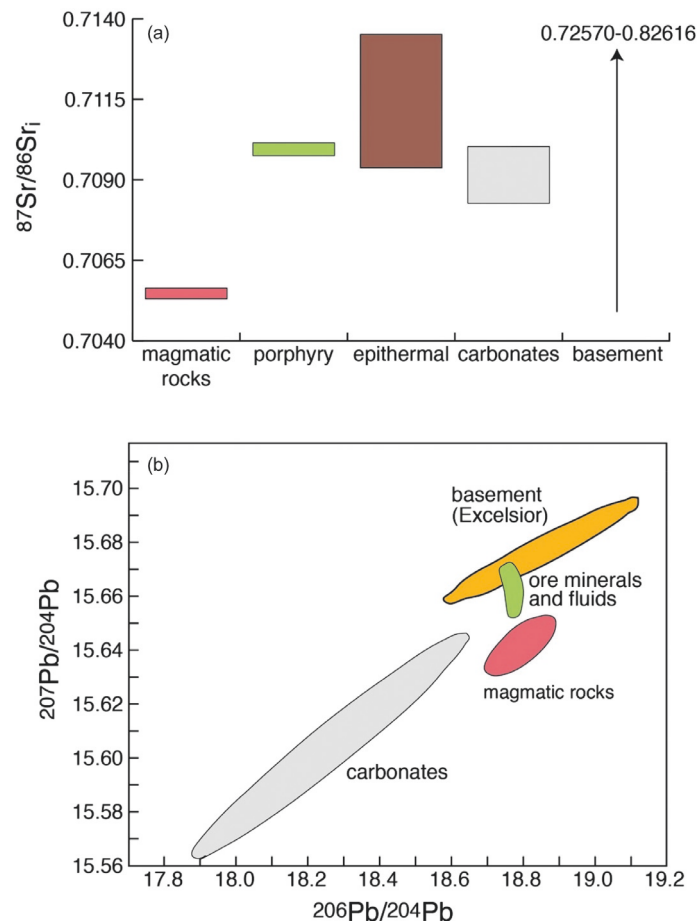 0.7140
(a)
0.72570-0.82616
0.7115
0.7090
0.7065
0.7040
87Sr/86Sri
magmatic
rocks
porphyry
epithermal
carbonates
basement
(b)
15.70
15.68
15.66
15.64
15.62
15.60
15.58
15.56
207Pb/204Pb
basement
(Excelsior)
ore minerals
and fluids
magmatic rocks
carbonates
17.8 18.0 18.2 18.4 18.6 18.8 19.0 19.2
206Pb/204Pb